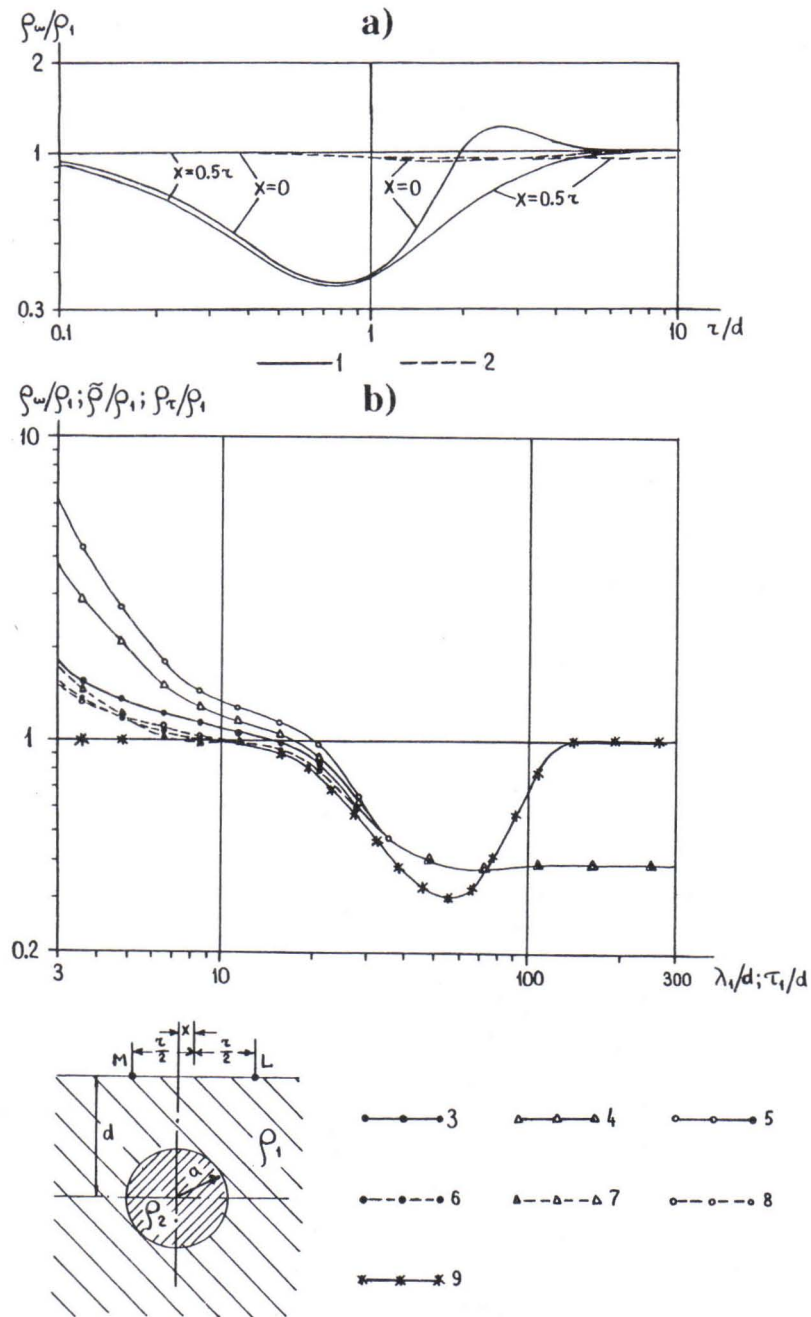 a)
ρω/ρ₁
2
1
0.3
x=0.5τ
x=0
x=0
x=0.5τ
0.1
1
10
τ/d
1
2
b)
ρω/ρ₁; ρ̃/ρ₁; ρτ/ρ₁
10
1
0.2
3
10
100
300
λ₁/d; τ₁/d
x
M
τ/2
τ/2
L
d
a
ρ₁
ρ₂
3
4
5
6
7
8
9